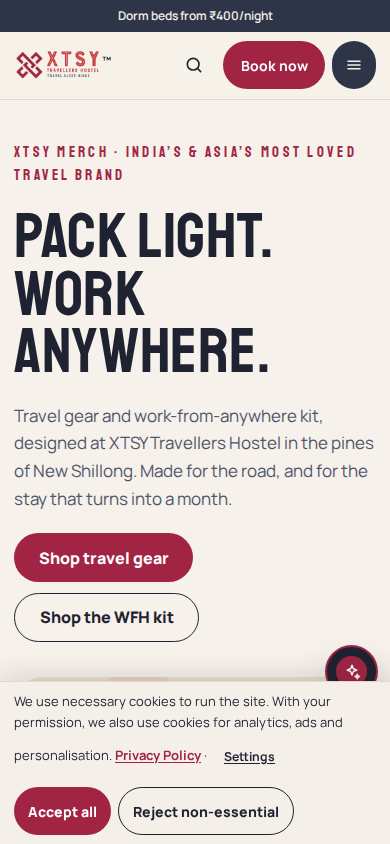 Dorm beds from ₹400/night
XTSY™
TRAVELLERS HOSTEL
TRAVEL. SLEEP. BINGE.
Book now
XTSY MERCH · INDIA'S & ASIA'S MOST LOVED
TRAVEL BRAND
PACK LIGHT.
WORK
ANYWHERE.
Travel gear and work-from-anywhere kit,
designed at XTSYTravellers Hostel in the pines
of New Shillong. Made for the road, and for the
stay that turns into a month.
Shop travel gear
Shop the WFH kit
We use necessary cookies to run the site. With your
permission, we also use cookies for analytics, ads and
personalisation. Privacy Policy · Settings
Accept all Reject non-essential